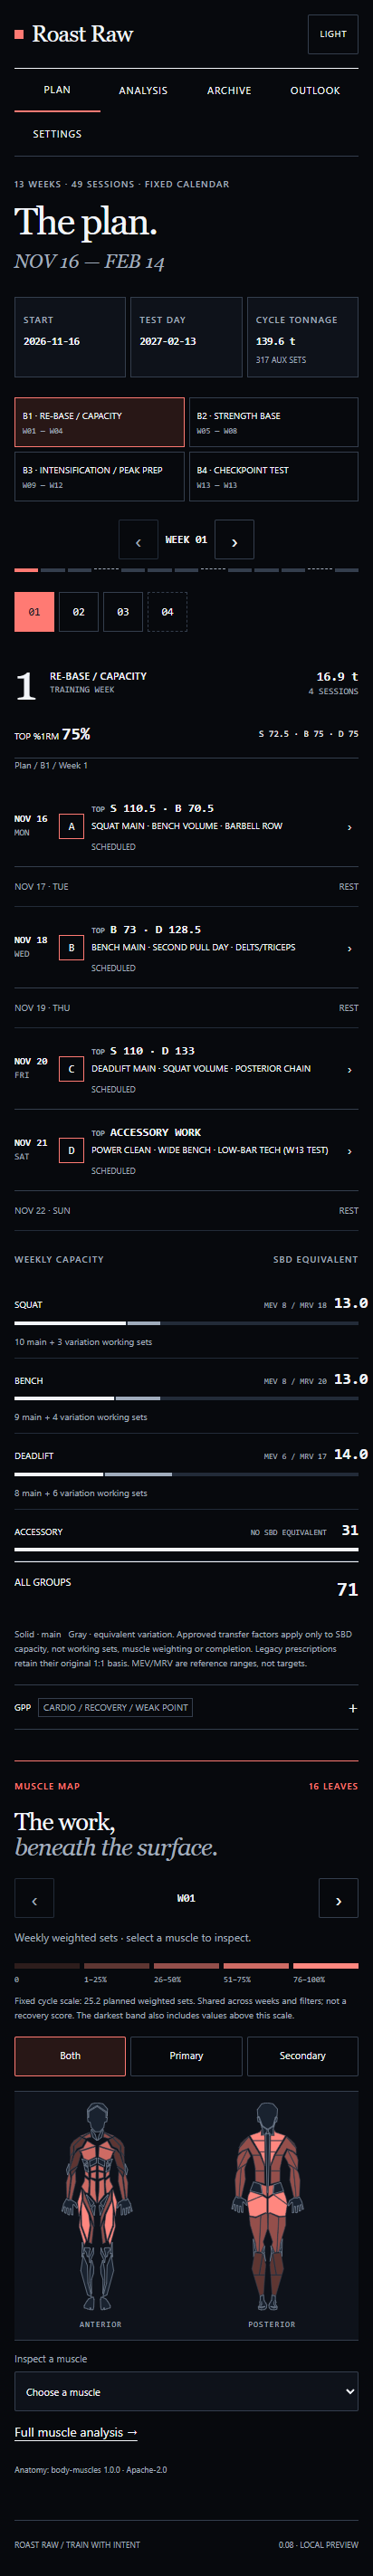 Roast Raw
LIGHT
PLAN
ANALYSIS
ARCHIVE
OUTLOOK
SETTINGS
13 WEEKS · 49 SESSIONS · FIXED CALENDAR
The plan.
NOV 16 — FEB 14
START
2026-11-16
TEST DAY
2027-02-13
CYCLE TONNAGE
139.6 t
317 AUX SETS
B1 · RE-BASE / CAPACITY
W01 — W04
B2 · STRENGTH BASE
W05 — W08
B3 · INTENSIFICATION / PEAK PREP
W09 — W12
B4 · CHECKPOINT TEST
W13 — W13
‹ WEEK 01 ›
01 02 03 04
1
RE-BASE / CAPACITY
TRAINING WEEK
16.9 t
4 SESSIONS
TOP %1RM 75%
S 72.5 · B 75 · D 75
Plan / B1 / Week 1
NOV 16
MON
A
TOP S 110.5 · B 70.5
SQUAT MAIN · BENCH VOLUME · BARBELL ROW
SCHEDULED
›
NOV 17 · TUE REST
NOV 18
WED
B
TOP B 73 · D 128.5
BENCH MAIN · SECOND PULL DAY · DELTS/TRICEPS
SCHEDULED
›
NOV 19 · THU REST
NOV 20
FRI
C
TOP S 110 · D 133
DEADLIFT MAIN · SQUAT VOLUME · POSTERIOR CHAIN
SCHEDULED
›
NOV 21
SAT
D
TOP ACCESSORY WORK
POWER CLEAN · WIDE BENCH · LOW-BAR TECH (W13 TEST)
SCHEDULED
›
NOV 22 · SUN REST
WEEKLY CAPACITY SBD EQUIVALENT
SQUAT MEV 8 / MRV 18 13.0
10 main + 3 variation working sets
BENCH MEV 8 / MRV 20 13.0
9 main + 4 variation working sets
DEADLIFT MEV 6 / MRV 17 14.0
8 main + 6 variation working sets
ACCESSORY NO SBD EQUIVALENT 31
ALL GROUPS 71
Solid · main Gray · equivalent variation. Approved transfer factors apply only to SBD
capacity, not working sets, muscle weighting or completion. Legacy prescriptions
retain their original 1:1 basis. MEV/MRV are reference ranges, not targets.
GPP CARDIO / RECOVERY / WEAK POINT +
MUSCLE MAP 16 LEAVES
The work,
beneath the surface.
‹ W01 ›
Weekly weighted sets · select a muscle to inspect.
0 1–25% 26–50% 51–75% 76–100%
Fixed cycle scale: 25.2 planned weighted sets. Shared across weeks and filters; not a
recovery score. The darkest band also includes values above this scale.
Both Primary Secondary
ANTERIOR POSTERIOR
Inspect a muscle
Choose a muscle
Full muscle analysis →
Anatomy: body-muscles 1.0.0 · Apache-2.0
ROAST RAW / TRAIN WITH INTENT 0.08 · LOCAL PREVIEW